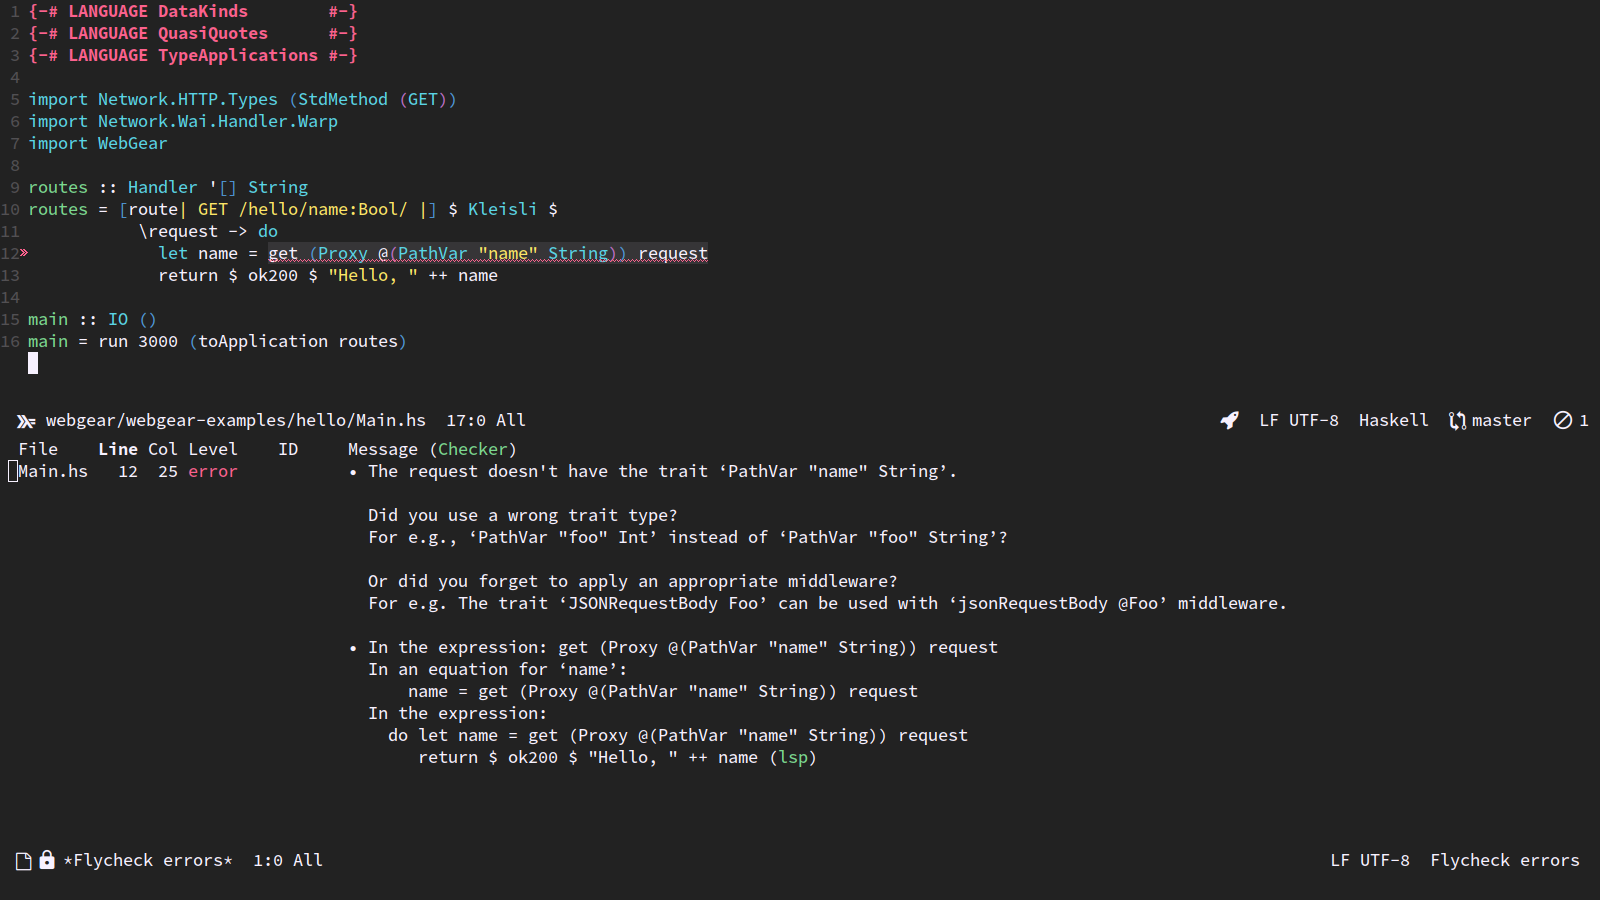 1 {-# LANGUAGE DataKinds        #-}
2 {-# LANGUAGE QuasiQuotes      #-}
3 {-# LANGUAGE TypeApplications #-}
4
5 import Network.HTTP.Types (StdMethod (GET))
6 import Network.Wai.Handler.Warp
7 import WebGear
8
9 routes :: Handler '[] String
10 routes = [route| GET /hello/name:Bool/ |] $ Kleisli $
11            \request -> do
12»             let name = get (Proxy @(PathVar "name" String)) request
13              return $ ok200 $ "Hello, " ++ name
14
15 main :: IO ()
16 main = run 3000 (toApplication routes)
webgear/webgear-examples/hello/Main.hs  17:0 All  LF UTF-8  Haskell  master  1
File    Line Col Level    ID     Message (Checker)
Main.hs   12  25 error           • The request doesn't have the trait ‘PathVar "name" String’.
Did you use a wrong trait type?
For e.g., ‘PathVar "foo" Int’ instead of ‘PathVar "foo" String’?
Or did you forget to apply an appropriate middleware?
For e.g. The trait ‘JSONRequestBody Foo’ can be used with ‘jsonRequestBody @Foo’ middleware.
• In the expression: get (Proxy @(PathVar "name" String)) request
In an equation for ‘name’:
    name = get (Proxy @(PathVar "name" String)) request
In the expression:
  do let name = get (Proxy @(PathVar "name" String)) request
     return $ ok200 $ "Hello, " ++ name (lsp)
*Flycheck errors*  1:0 All  LF UTF-8  Flycheck errors